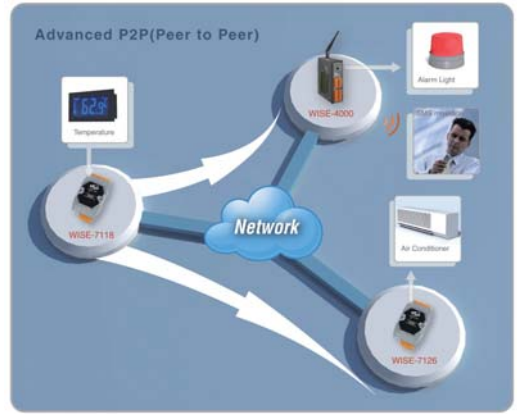 Advanced P2P(Peer to Peer)
Alarm Light
Temperature
WISE-4000
WISE-7118
Network
Air Conditioner
WISE-7126